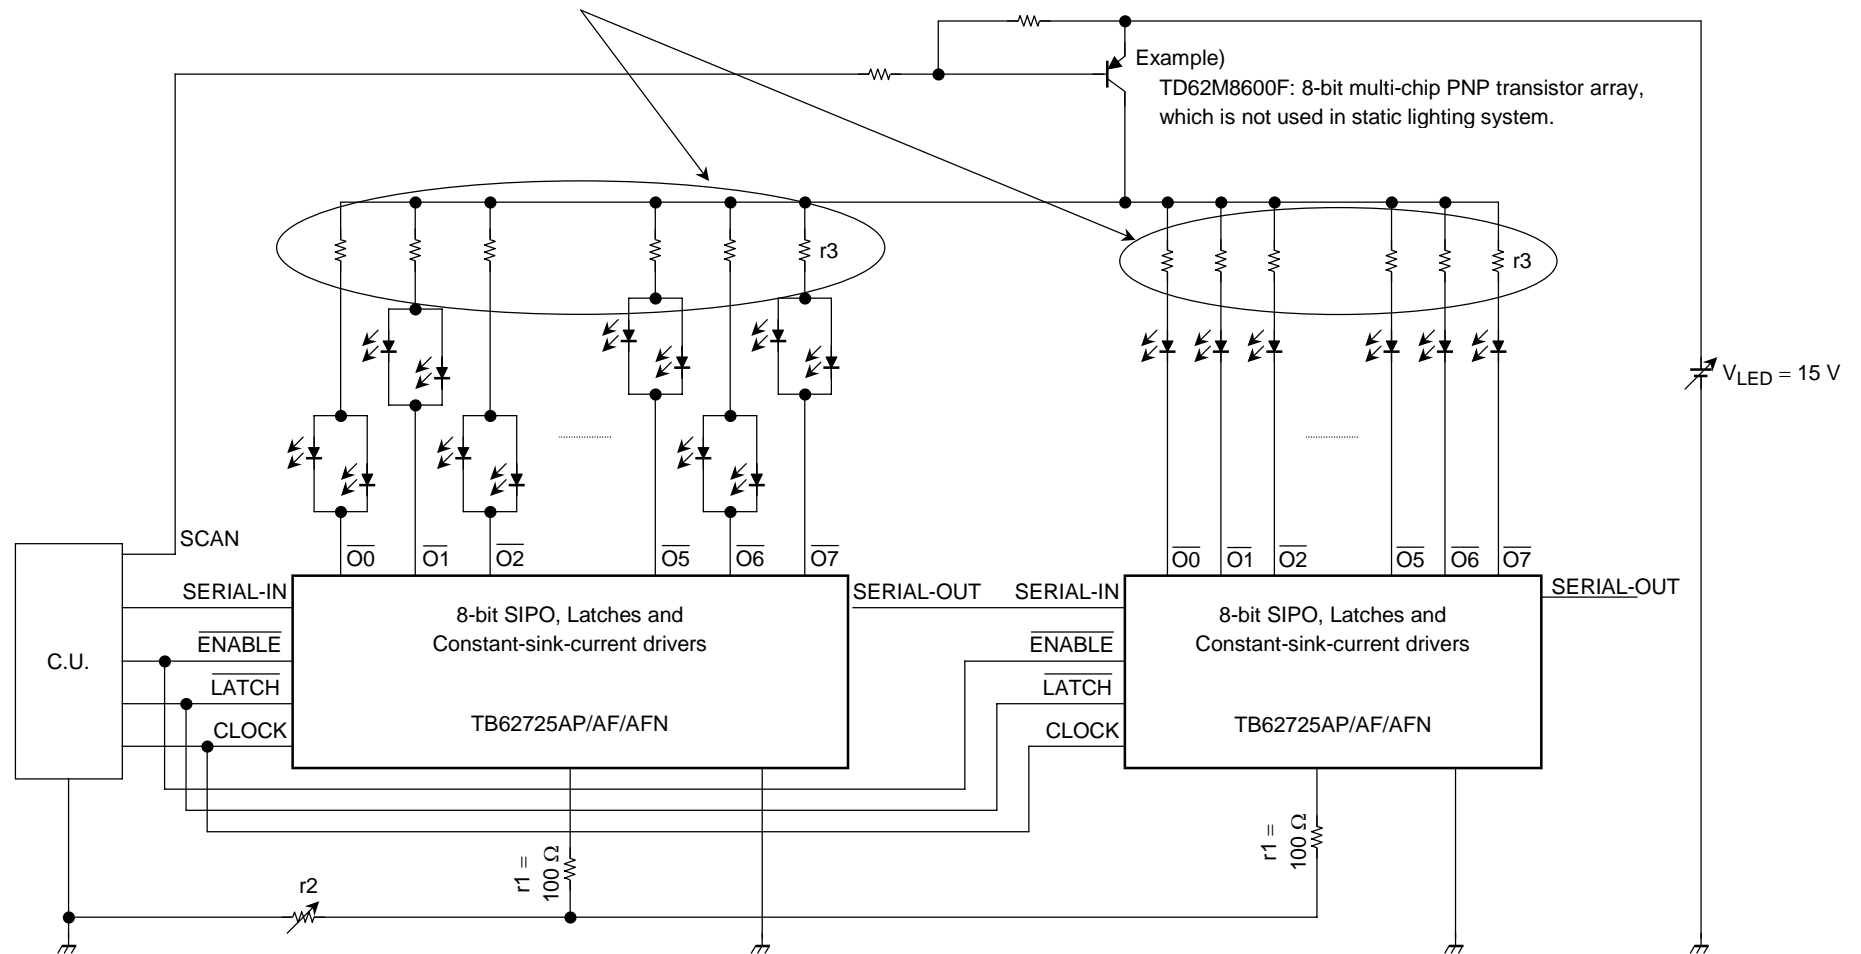 Example)
TD62M8600F: 8-bit multi-chip PNP transistor array,
which is not used in static lighting system.
r3
r3
V_LED = 15 V
SCAN
O0
O1
O2
O5
O6
O7
O0
O1
O2
O5
O6
O7
SERIAL-IN
SERIAL-OUT
SERIAL-IN
SERIAL-OUT
8-bit SIPO, Latches and
Constant-sink-current drivers
8-bit SIPO, Latches and
Constant-sink-current drivers
ENABLE
ENABLE
C.U.
LATCH
LATCH
TB62725AP/AF/AFN
TB62725AP/AF/AFN
CLOCK
CLOCK
r1 =
100 Ω
r1 =
100 Ω
r2